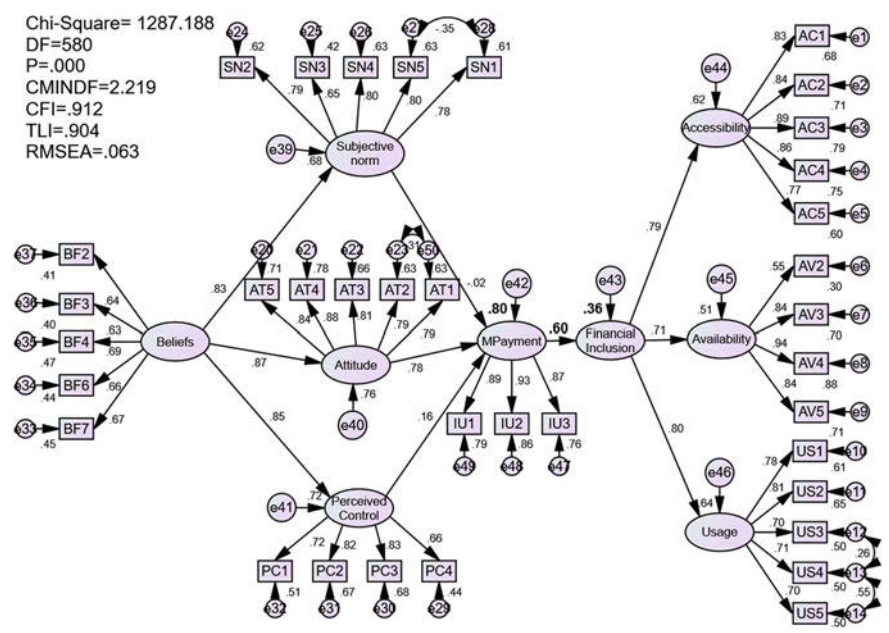 Chi-Square= 1287.188
DF=580
P=.000
CMINDF=2.219
CFI=.912
TLI=.904
RMSEA=.063
e24
e25
e26
e27
-.35
e28
.62
.42
.63
.63
.61
SN2
SN3
SN4
SN5
SN1
.79
.65
.80
.80
.78
e39
.68
Subjective
norm
e44
.62
Accessibility
.83
AC1
e1
.68
.84
AC2
e2
.71
.89
AC3
e3
.79
.86
AC4
e4
.75
.77
AC5
e5
.60
.79
e37
BF2
.41
.64
e36
BF3
.40
.63
e35
BF4
.47
.69
e34
BF6
.44
.66
e33
BF7
.45
.67
Beliefs
.83
.87
.85
e20
e21
e22
e23
.31
e50
.71
.78
.66
.63
.63
AT5
AT4
AT3
AT2
AT1
.84
.88
.81
.79
.79
Attitude
.76
e40
-.02
.78
.16
e42
.80
MPayment
.60
.89
.93
.87
IU1
IU2
IU3
.79
.86
.76
e49
e48
e47
e43
.36
Financial
Inclusion
.71
e45
.51
Availability
.55
AV2
e6
.30
.84
AV3
e7
.70
.94
AV4
e8
.88
.84
AV5
e9
.71
.80
e41
.72
Perceived
Control
.72
.82
.83
.66
PC1
PC2
PC3
PC4
.51
.67
.68
.44
e32
e31
e30
e29
e46
.64
Usage
.78
US1
e10
.61
.81
US2
e11
.65
.70
US3
e12
.50
.26
.71
US4
e13
.50
.55
.70
US5
e14
.50